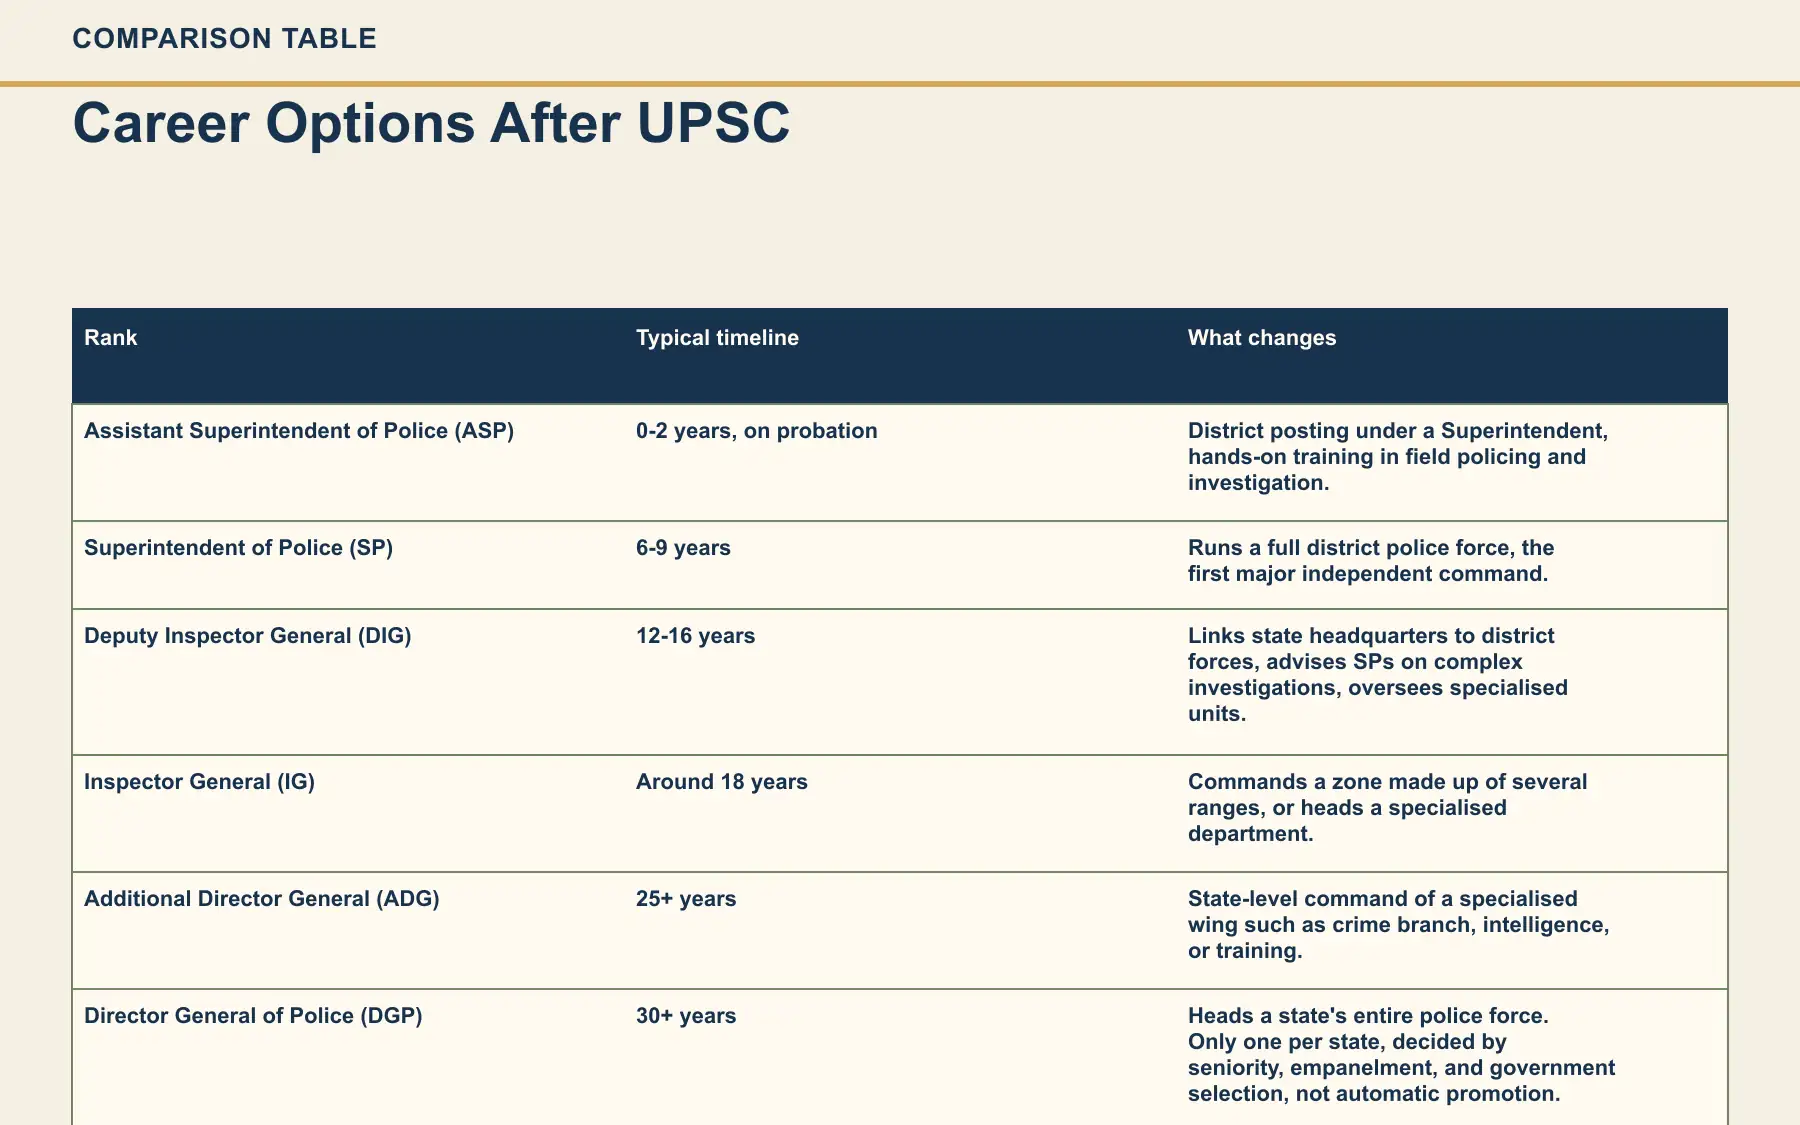 COMPARISON TABLE
Career Options After UPSC
Rank
Typical timeline
What changes
Assistant Superintendent of Police (ASP)
0-2 years, on probation
District posting under a Superintendent,
hands-on training in field policing and
investigation.
Superintendent of Police (SP)
6-9 years
Runs a full district police force, the
first major independent command.
Deputy Inspector General (DIG)
12-16 years
Links state headquarters to district
forces, advises SPs on complex
investigations, oversees specialised
units.
Inspector General (IG)
Around 18 years
Commands a zone made up of several
ranges, or heads a specialised
department.
Additional Director General (ADG)
25+ years
State-level command of a specialised
wing such as crime branch, intelligence,
or training.
Director General of Police (DGP)
30+ years
Heads a state's entire police force.
Only one per state, decided by
seniority, empanelment, and government
selection, not automatic promotion.